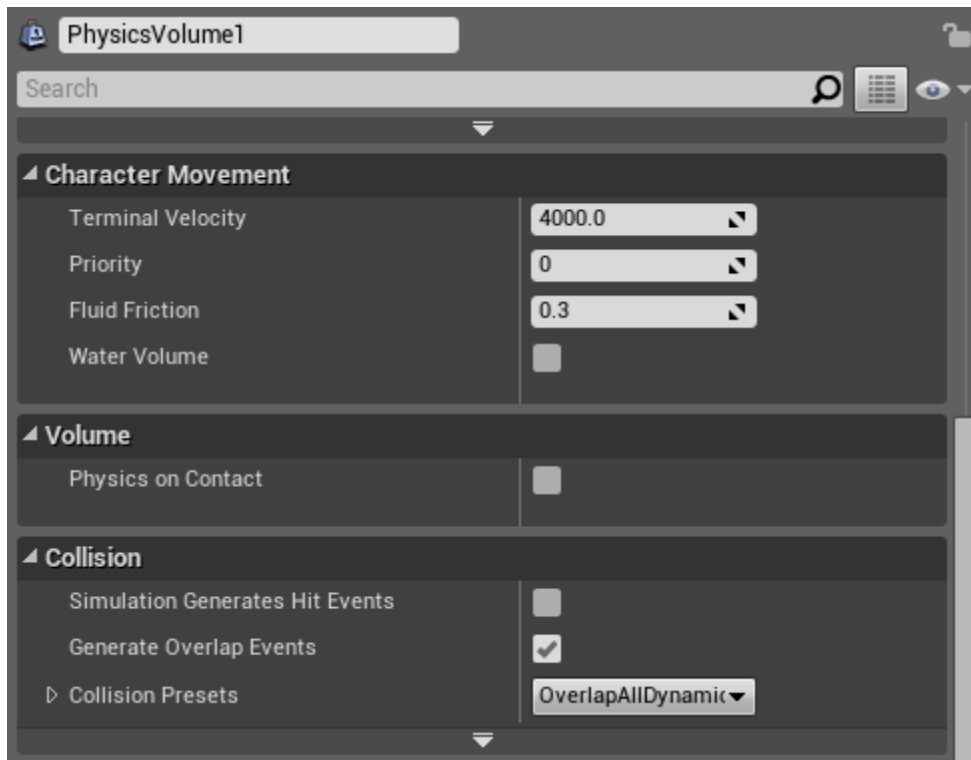 PhysicsVolume1
Search
Character Movement
Terminal Velocity 4000.0
Priority 0
Fluid Friction 0.3
Water Volume
Volume
Physics on Contact
Collision
Simulation Generates Hit Events
Generate Overlap Events
Collision Presets OverlapAllDynamic